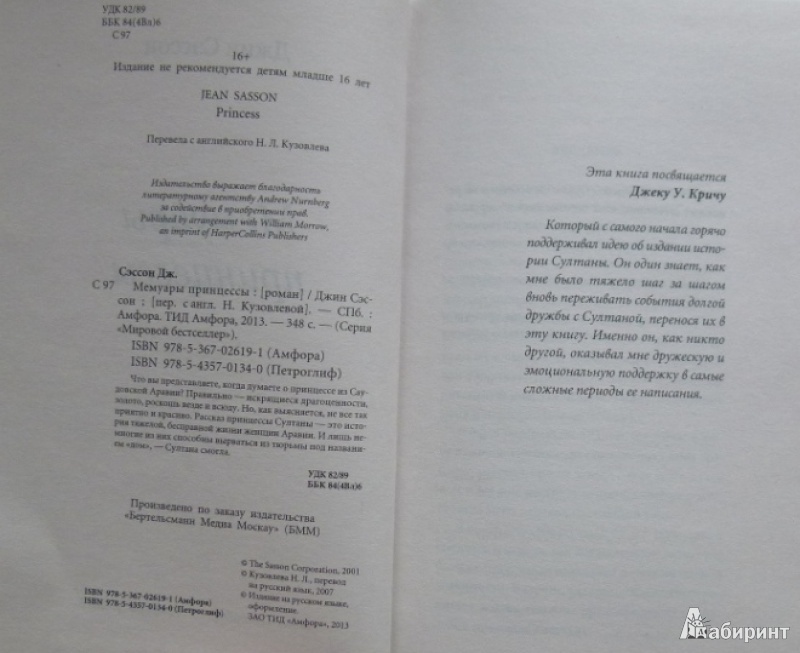 УДК 82/89
ББК 84(4Вл)6
С 97
16+
Издание не рекомендуется детям младше 16 лет
JEAN SASSON
Princess
Перевела с английского Н. Л. Кузовлева
Издательство выражает благодарность
литературному агентству Andrew Nurnberg
за содействие в приобретении прав.
Published by arrangement with William Morrow,
an imprint of HarperCollins Publishers
Сэссон Дж.
С 97 Мемуары принцессы : [роман] / Джин Сэс-
сон : [пер. с англ. Н. Кузовлевой]. — СПб. :
Амфора. ТИД Амфора, 2013. — 348 с. — (Серия
«Мировой бестселлер»).
ISBN 978-5-367-02619-1 (Амфора)
ISBN 978-5-4357-0134-0 (Петроглиф)
Что вы представляете, когда думаете о принцессе из Сау-
довской Аравии? Правильно — искрящиеся драгоценности,
золото, роскошь везде и всюду. Но, как выясняется, не все так
приятно и красиво. Рассказ принцессы Султаны — это исто-
рия тяжелой, бесправной жизни женщин Аравии. И лишь не-
многие из них способны вырваться из тюрьмы под названи-
ем «дом», — Султана смогла.
УДК 82/89
ББК 84(4Вл)6
Произведено по заказу издательства
«Бертельсманн Медиа Москау» (БММ)
© The Sasson Corporation, 2001
© Кузовлева Н. Л., перевод
на русский язык, 2007
© Издание на русском языке,
оформление.
ЗАО ТИД «Амфора», 2013
ISBN 978-5-367-02619-1 (Амфора)
ISBN 978-5-4357-0134-0 (Петроглиф)
Эта книга посвящается
Джеку У. Кричу
Который с самого начала горячо
поддерживал идею об издании исто-
рии Султаны. Он один знает, как
мне было тяжело шаг за шагом
вновь переживать события долгой
дружбы с Султаной, перенося их в
эту книгу. Именно он, как никто
другой, оказывал мне дружескую и
эмоциональную поддержку в самые
сложные периоды ее написания.
Лабиринт